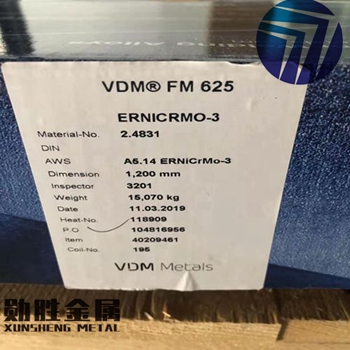 VDM® FM 625
ERNICRMO-3
Material-No. 2.4831
DIN
AWS A5.14 ERNiCrMo-3
Dimension 1,200 mm
Inspector 3201
Weight 15,070 kg
Date 11.03.2019
Heat-No. 118909
P.O 104816956
Item 40209461
Coil-No. 195
VDM Metals
勋胜金属
XUNSHENG METAL